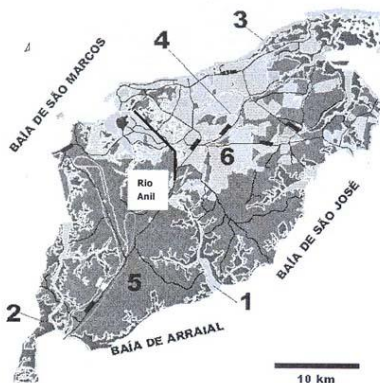 3
4
BAÍA DE SÃO MARCOS
6
Rio
Anil
BAÍA DE SÃO JOSÉ
5
1
2
BAÍA DE ARRAIAL
10 km